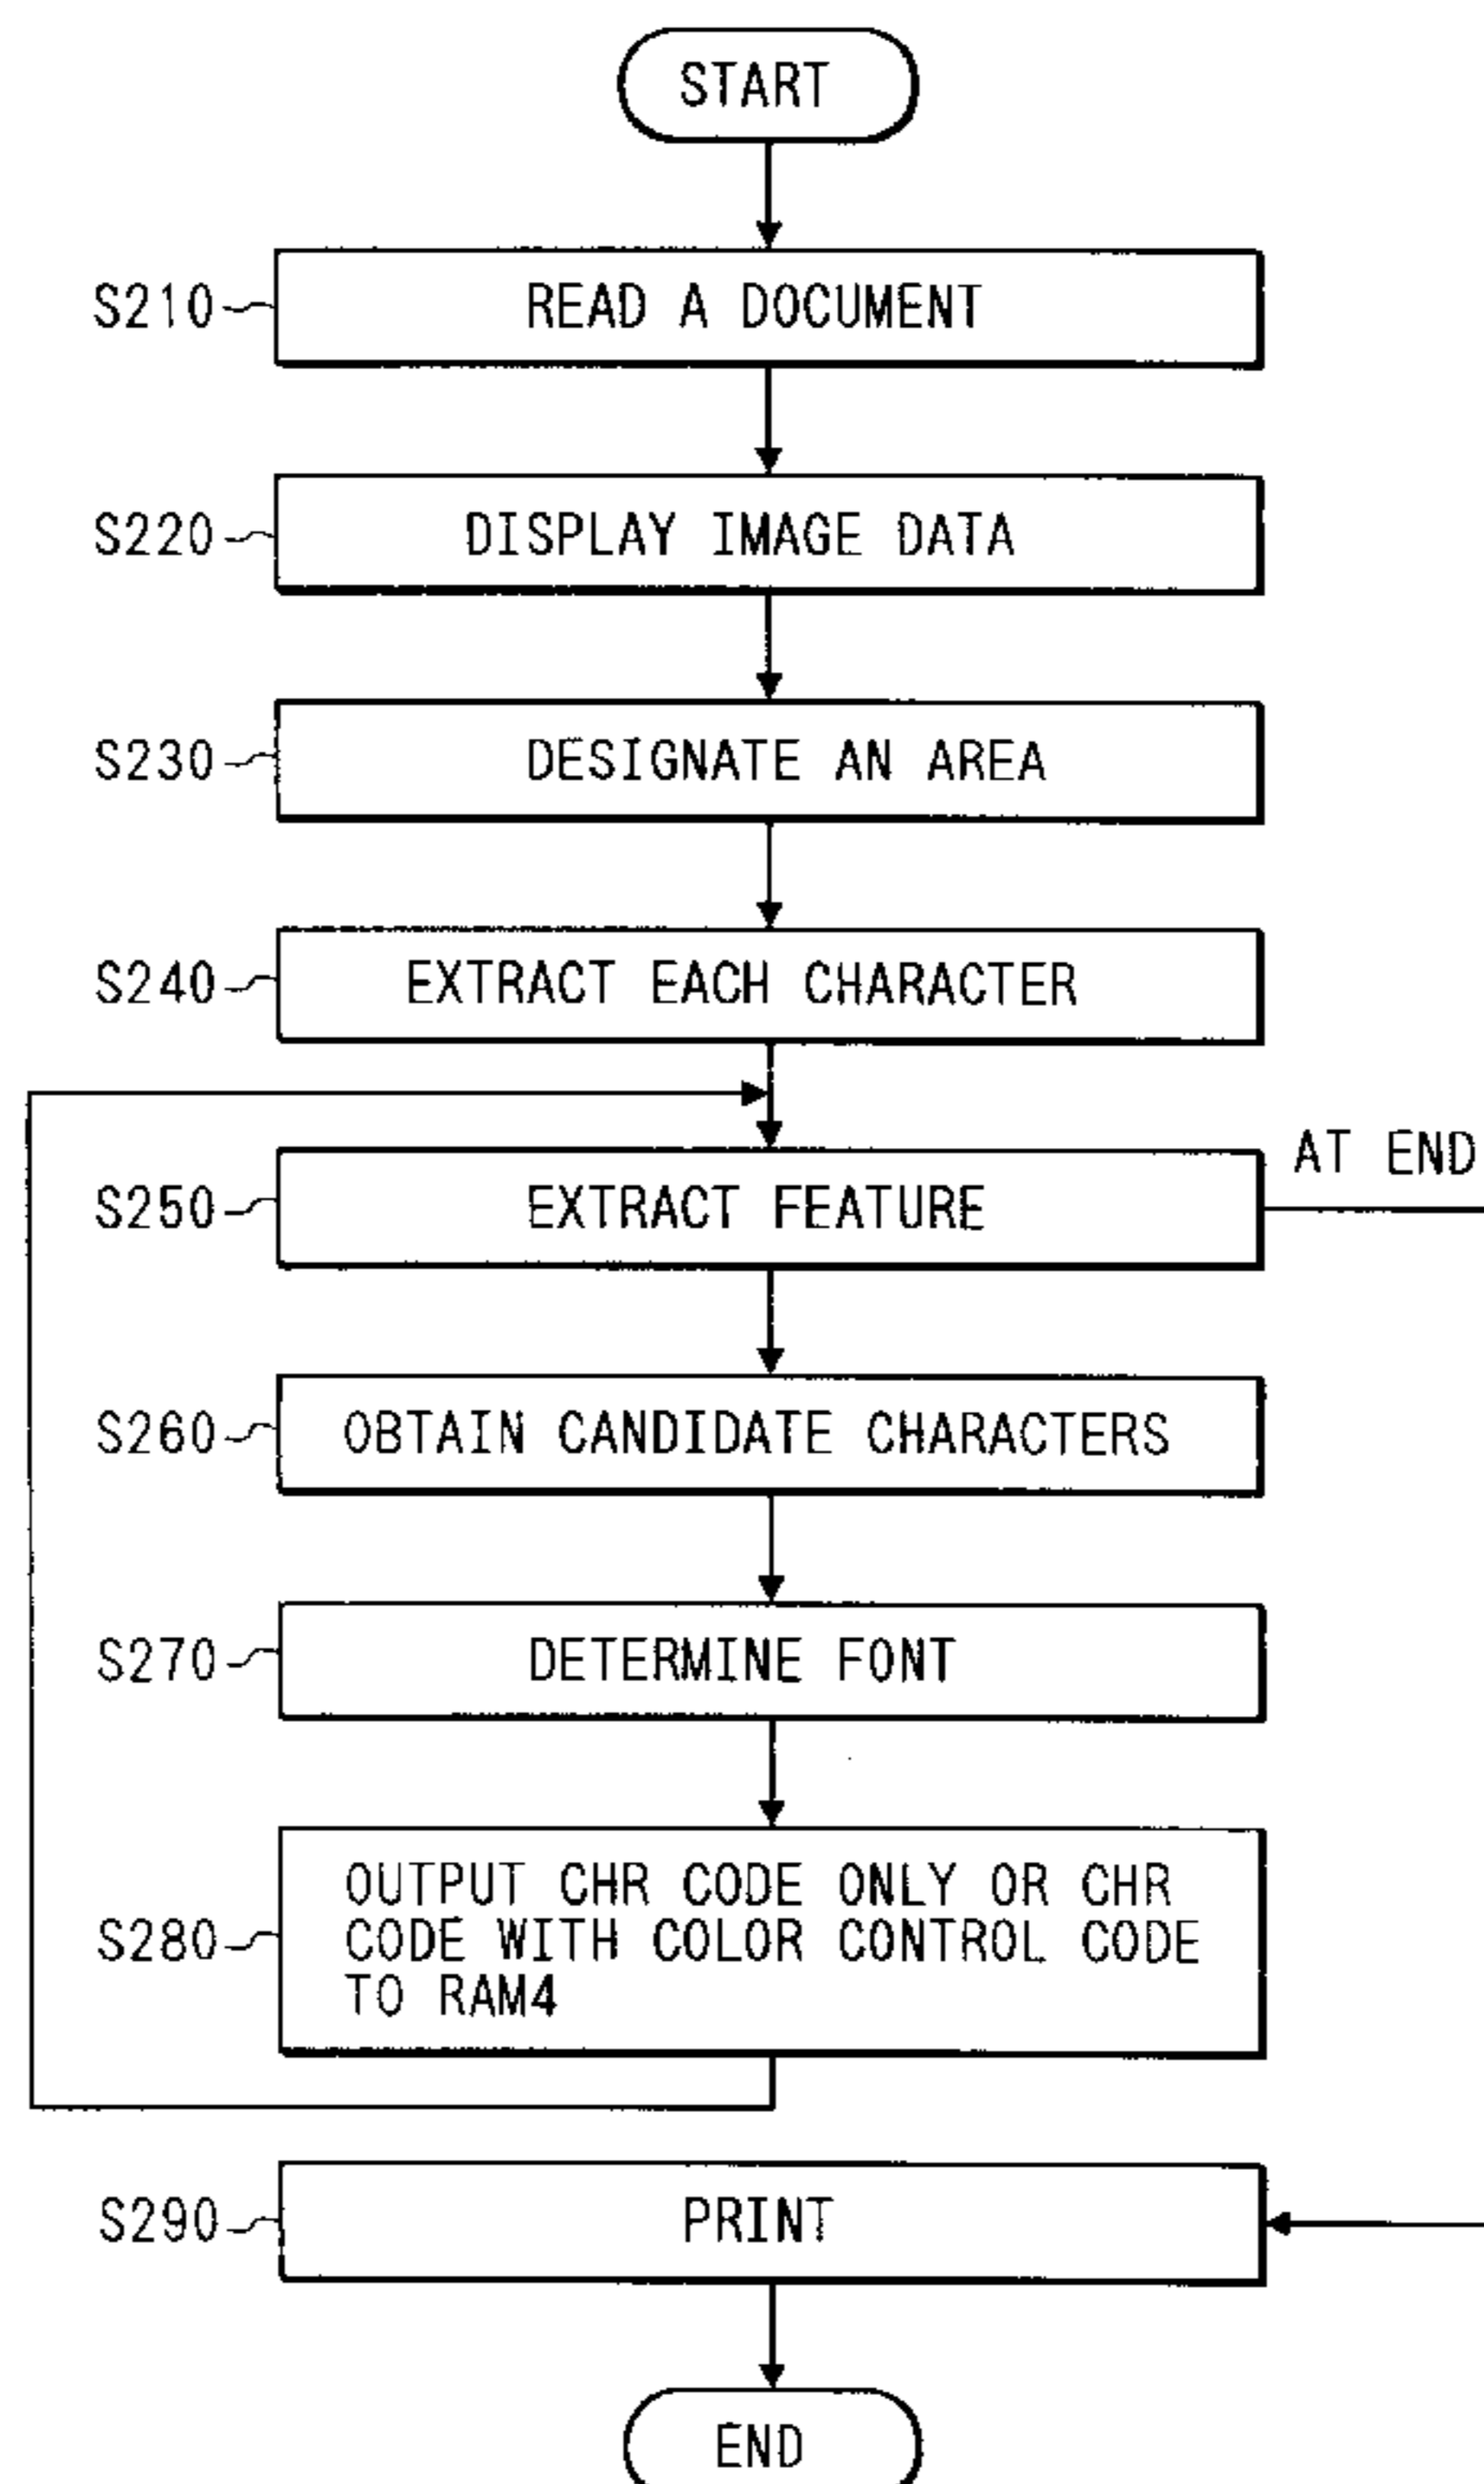 START
S210 READ A DOCUMENT
S220 DISPLAY IMAGE DATA
S230 DESIGNATE AN AREA
S240 EXTRACT EACH CHARACTER
AT END
S250 EXTRACT FEATURE
S260 OBTAIN CANDIDATE CHARACTERS
S270 DETERMINE FONT
OUTPUT CHR CODE ONLY OR CHR
S280 CODE WITH COLOR CONTROL CODE
TO RAM4
S290 PRINT
END